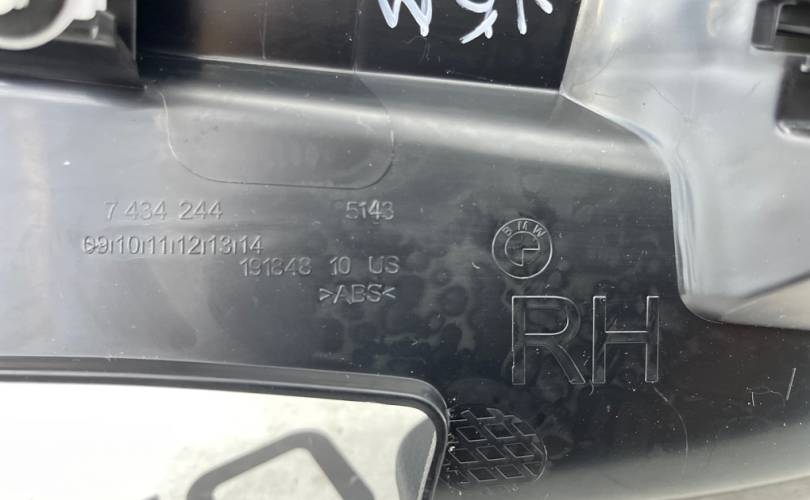 7 434 244 5143
09 10 11 12 13 14
191848 10 US
>ABS<
BMW
RH